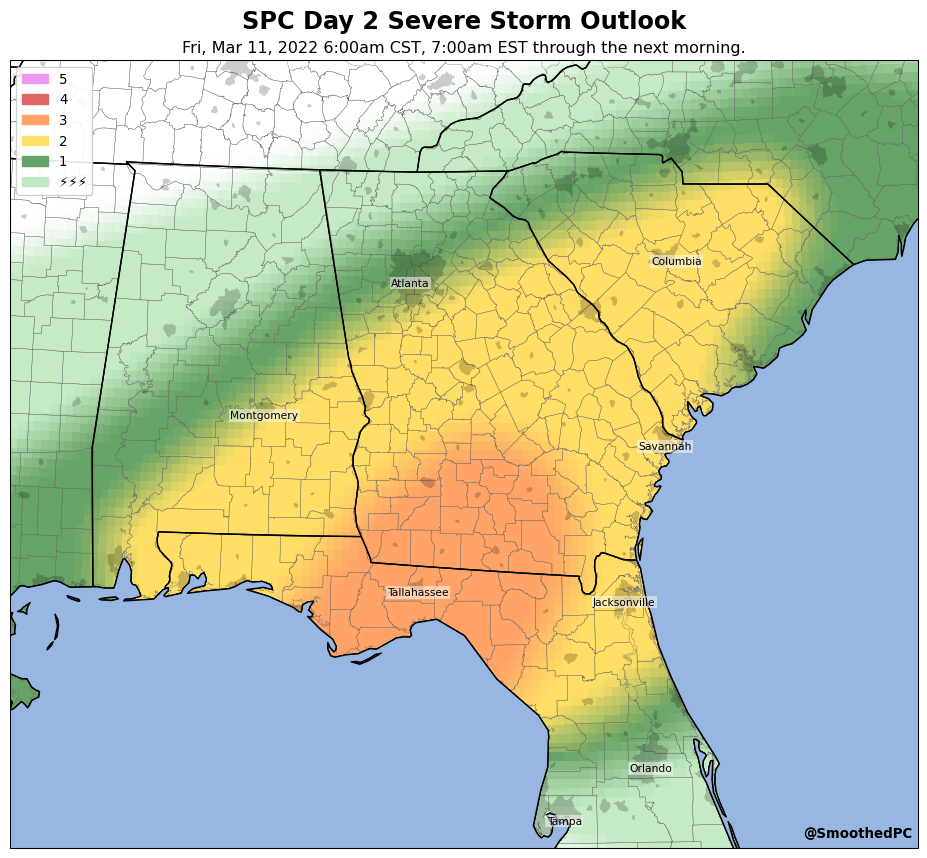 SPC Day 2 Severe Storm Outlook
Fri, Mar 11, 2022 6:00am CST, 7:00am EST through the next morning.
5
4
3
2
1
⚡⚡⚡
Columbia
Atlanta
Montgomery
Savannah
Tallahassee
Jacksonville
Orlando
Tampa
@SmoothedPC